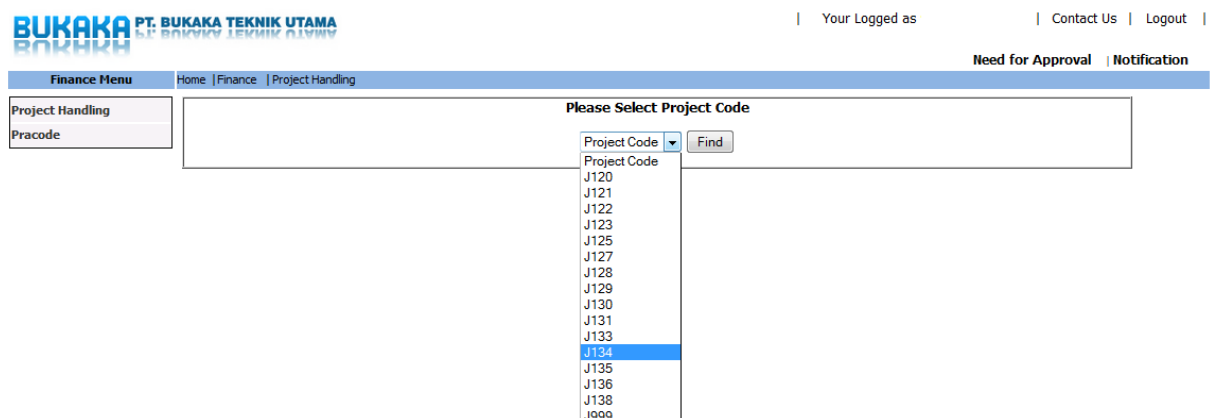 BUKAKA PT. BUKAKA TEKNIK UTAMA
| Your Logged as | Contact Us | Logout |
Need for Approval | Notification
Finance Menu Home | Finance | Project Handling
Project Handling
Pracode
Please Select Project Code
Project Code Find
Project Code
J120
J121
J122
J123
J125
J127
J128
J129
J130
J131
J133
J134
J135
J136
J138
J999